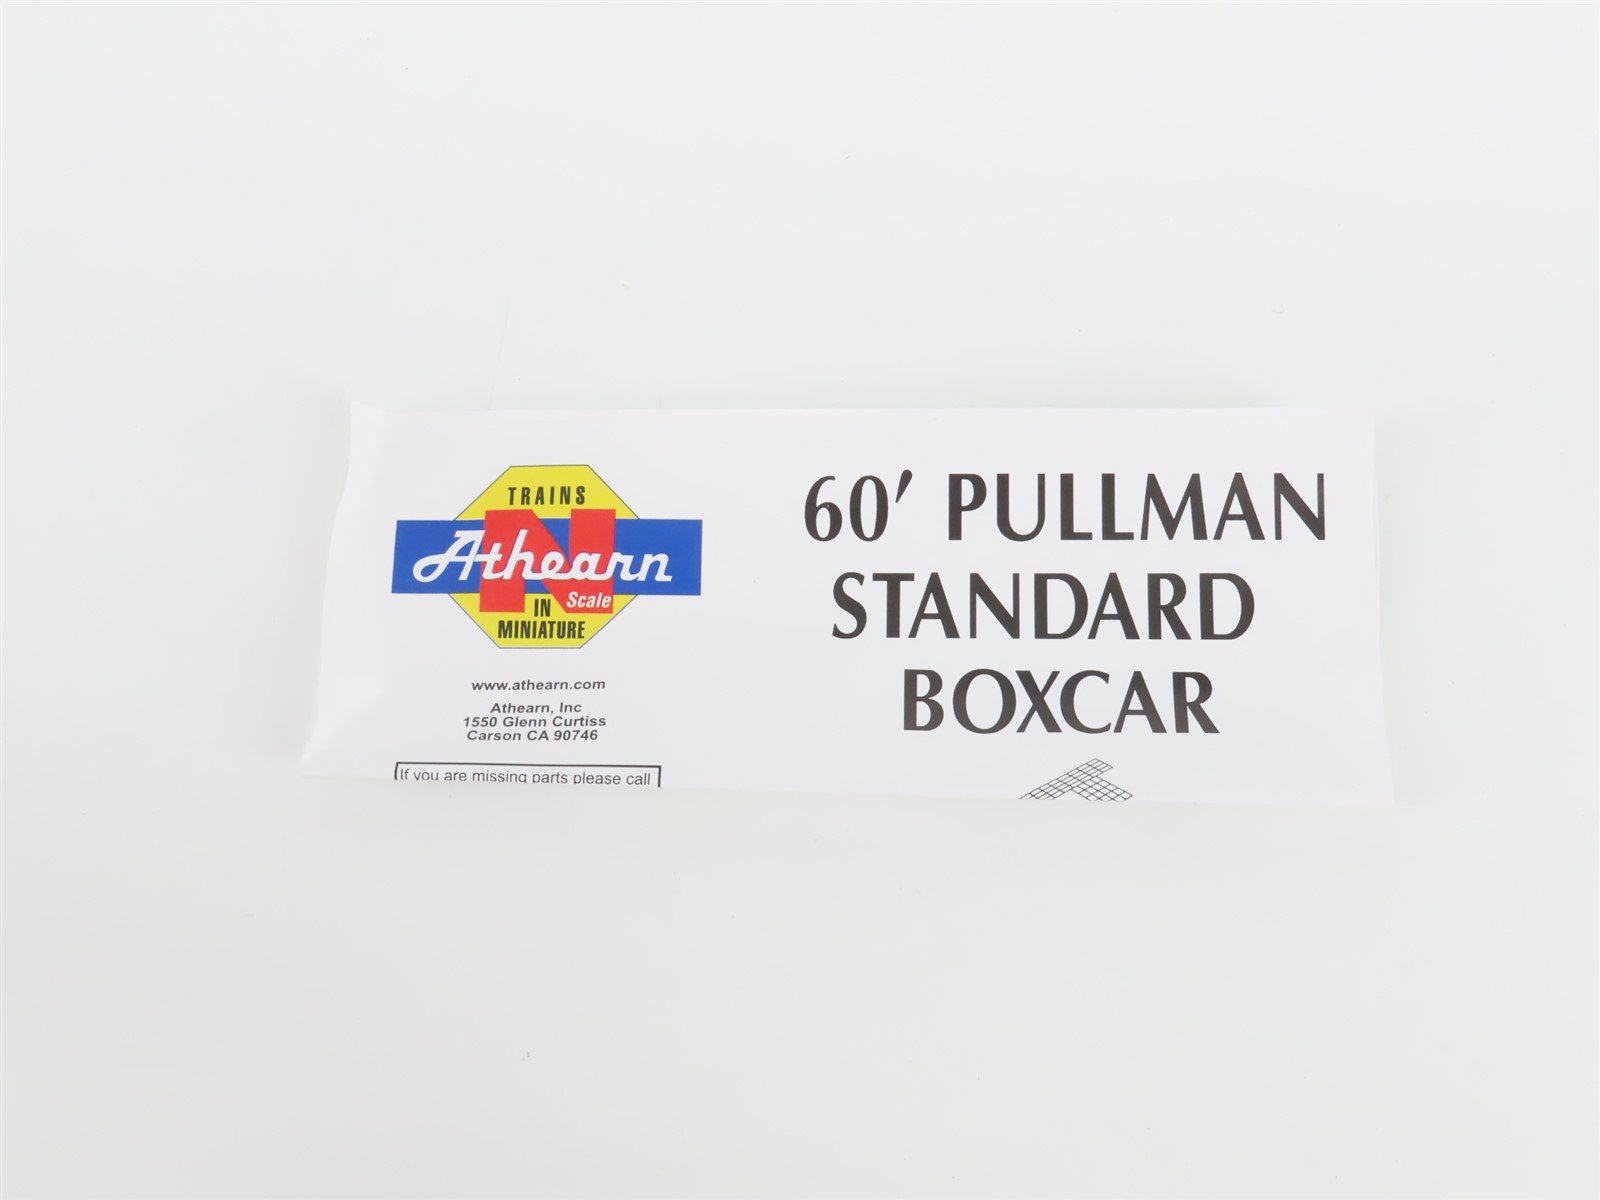 TRAINS
N
Athearn
Scale
IN
MINIATURE
www.athearn.com
Athearn, Inc
1550 Glenn Curtiss
Carson CA 90746
If you are missing parts please call
60' PULLMAN
STANDARD
BOXCAR